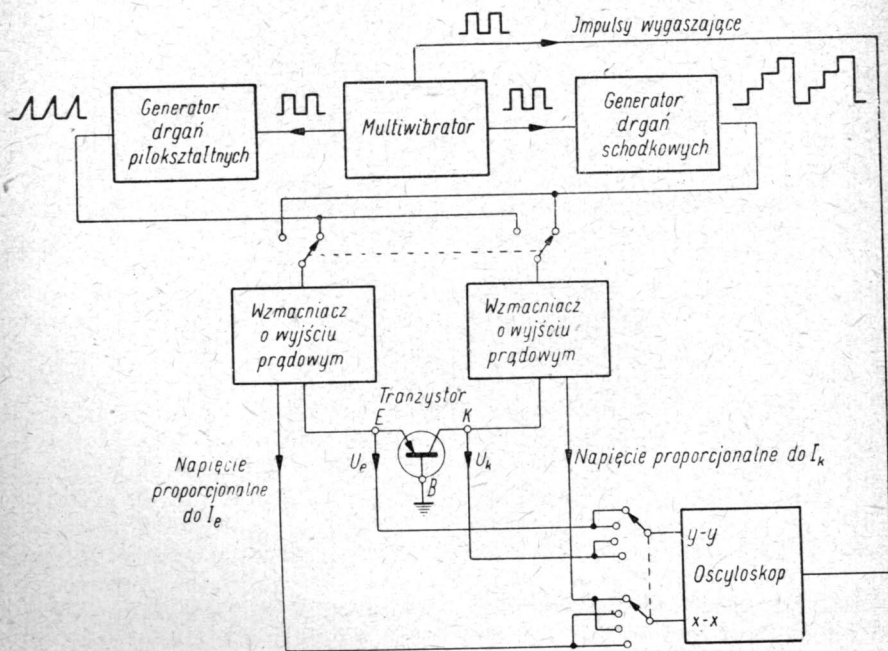 Impulsy wygaszające
Generator
drgań
piłokształtnych
Multiwibrator
Generator
drgań
schodkowych
Wzmacniacz
o wyjściu
prądowym
Wzmacniacz
o wyjściu
prądowym
Tranzystor
E
K
B
Uₑ
Uₖ
Napięcie
proporcjonalne
do Iₑ
Napięcie proporcjonalne do Iₖ
y-y
Oscyloskop
x-x